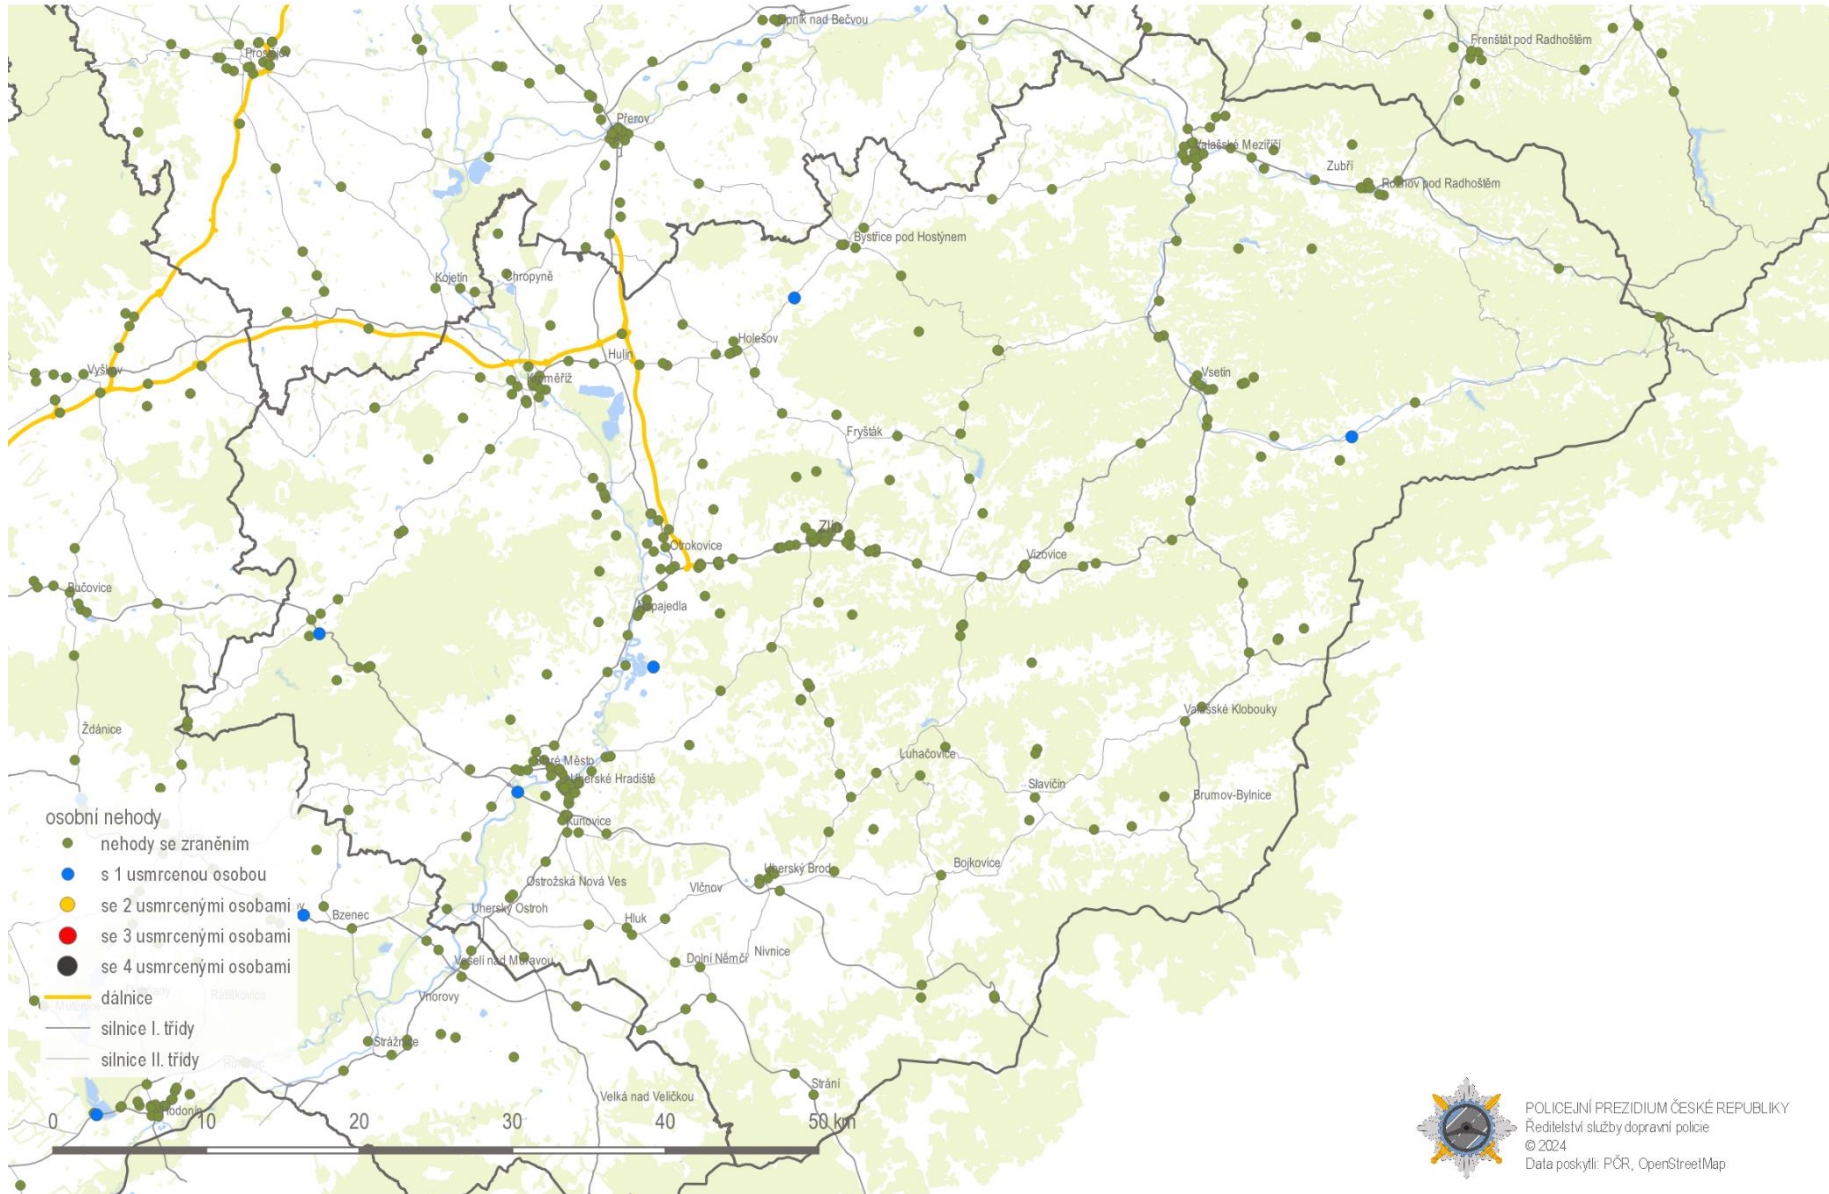 Lipník nad Bečvou
Prostějov
Frenštát pod Radhoštěm
Přerov
Valašské Meziříčí
Zubří
Rožnov pod Radhoštěm
Bystřice pod Hostýnem
Kojetín
Chropyně
Holešov
Hulín
Vyškov
Kroměříž
Vsetín
Fryšták
Zlín
Otrokovice
Vizovice
Bučovice
Napajedla
Ždánice
Valašské Klobouky
Luhačovice
Staré Město
Uherské Hradiště
Slavičín
Brumov-Bylnice
Kunovice
osobní nehody
nehody se zraněním
s 1 usmrcenou osobou
se 2 usmrcenými osobami
se 3 usmrcenými osobami
se 4 usmrcenými osobami
dálnice
silnice I. třídy
silnice II. třídy
Uherský Brod
Bojkovice
Ostrožská Nová Ves
Vlčnov
Bzenec
Uherský Ostroh
Hluk
Nivnice
Dolní Němčí
Veselí nad Moravou
Vnorovy
Ratíškovice
Strážnice
Strání
Velká nad Veličkou
Hodonín
0 10 20 30 40 50 km
POLICEJNÍ PREZIDIUM ČESKÉ REPUBLIKY
Ředitelství služby dopravní policie
© 2024
Data poskytli: PČR, OpenStreetMap